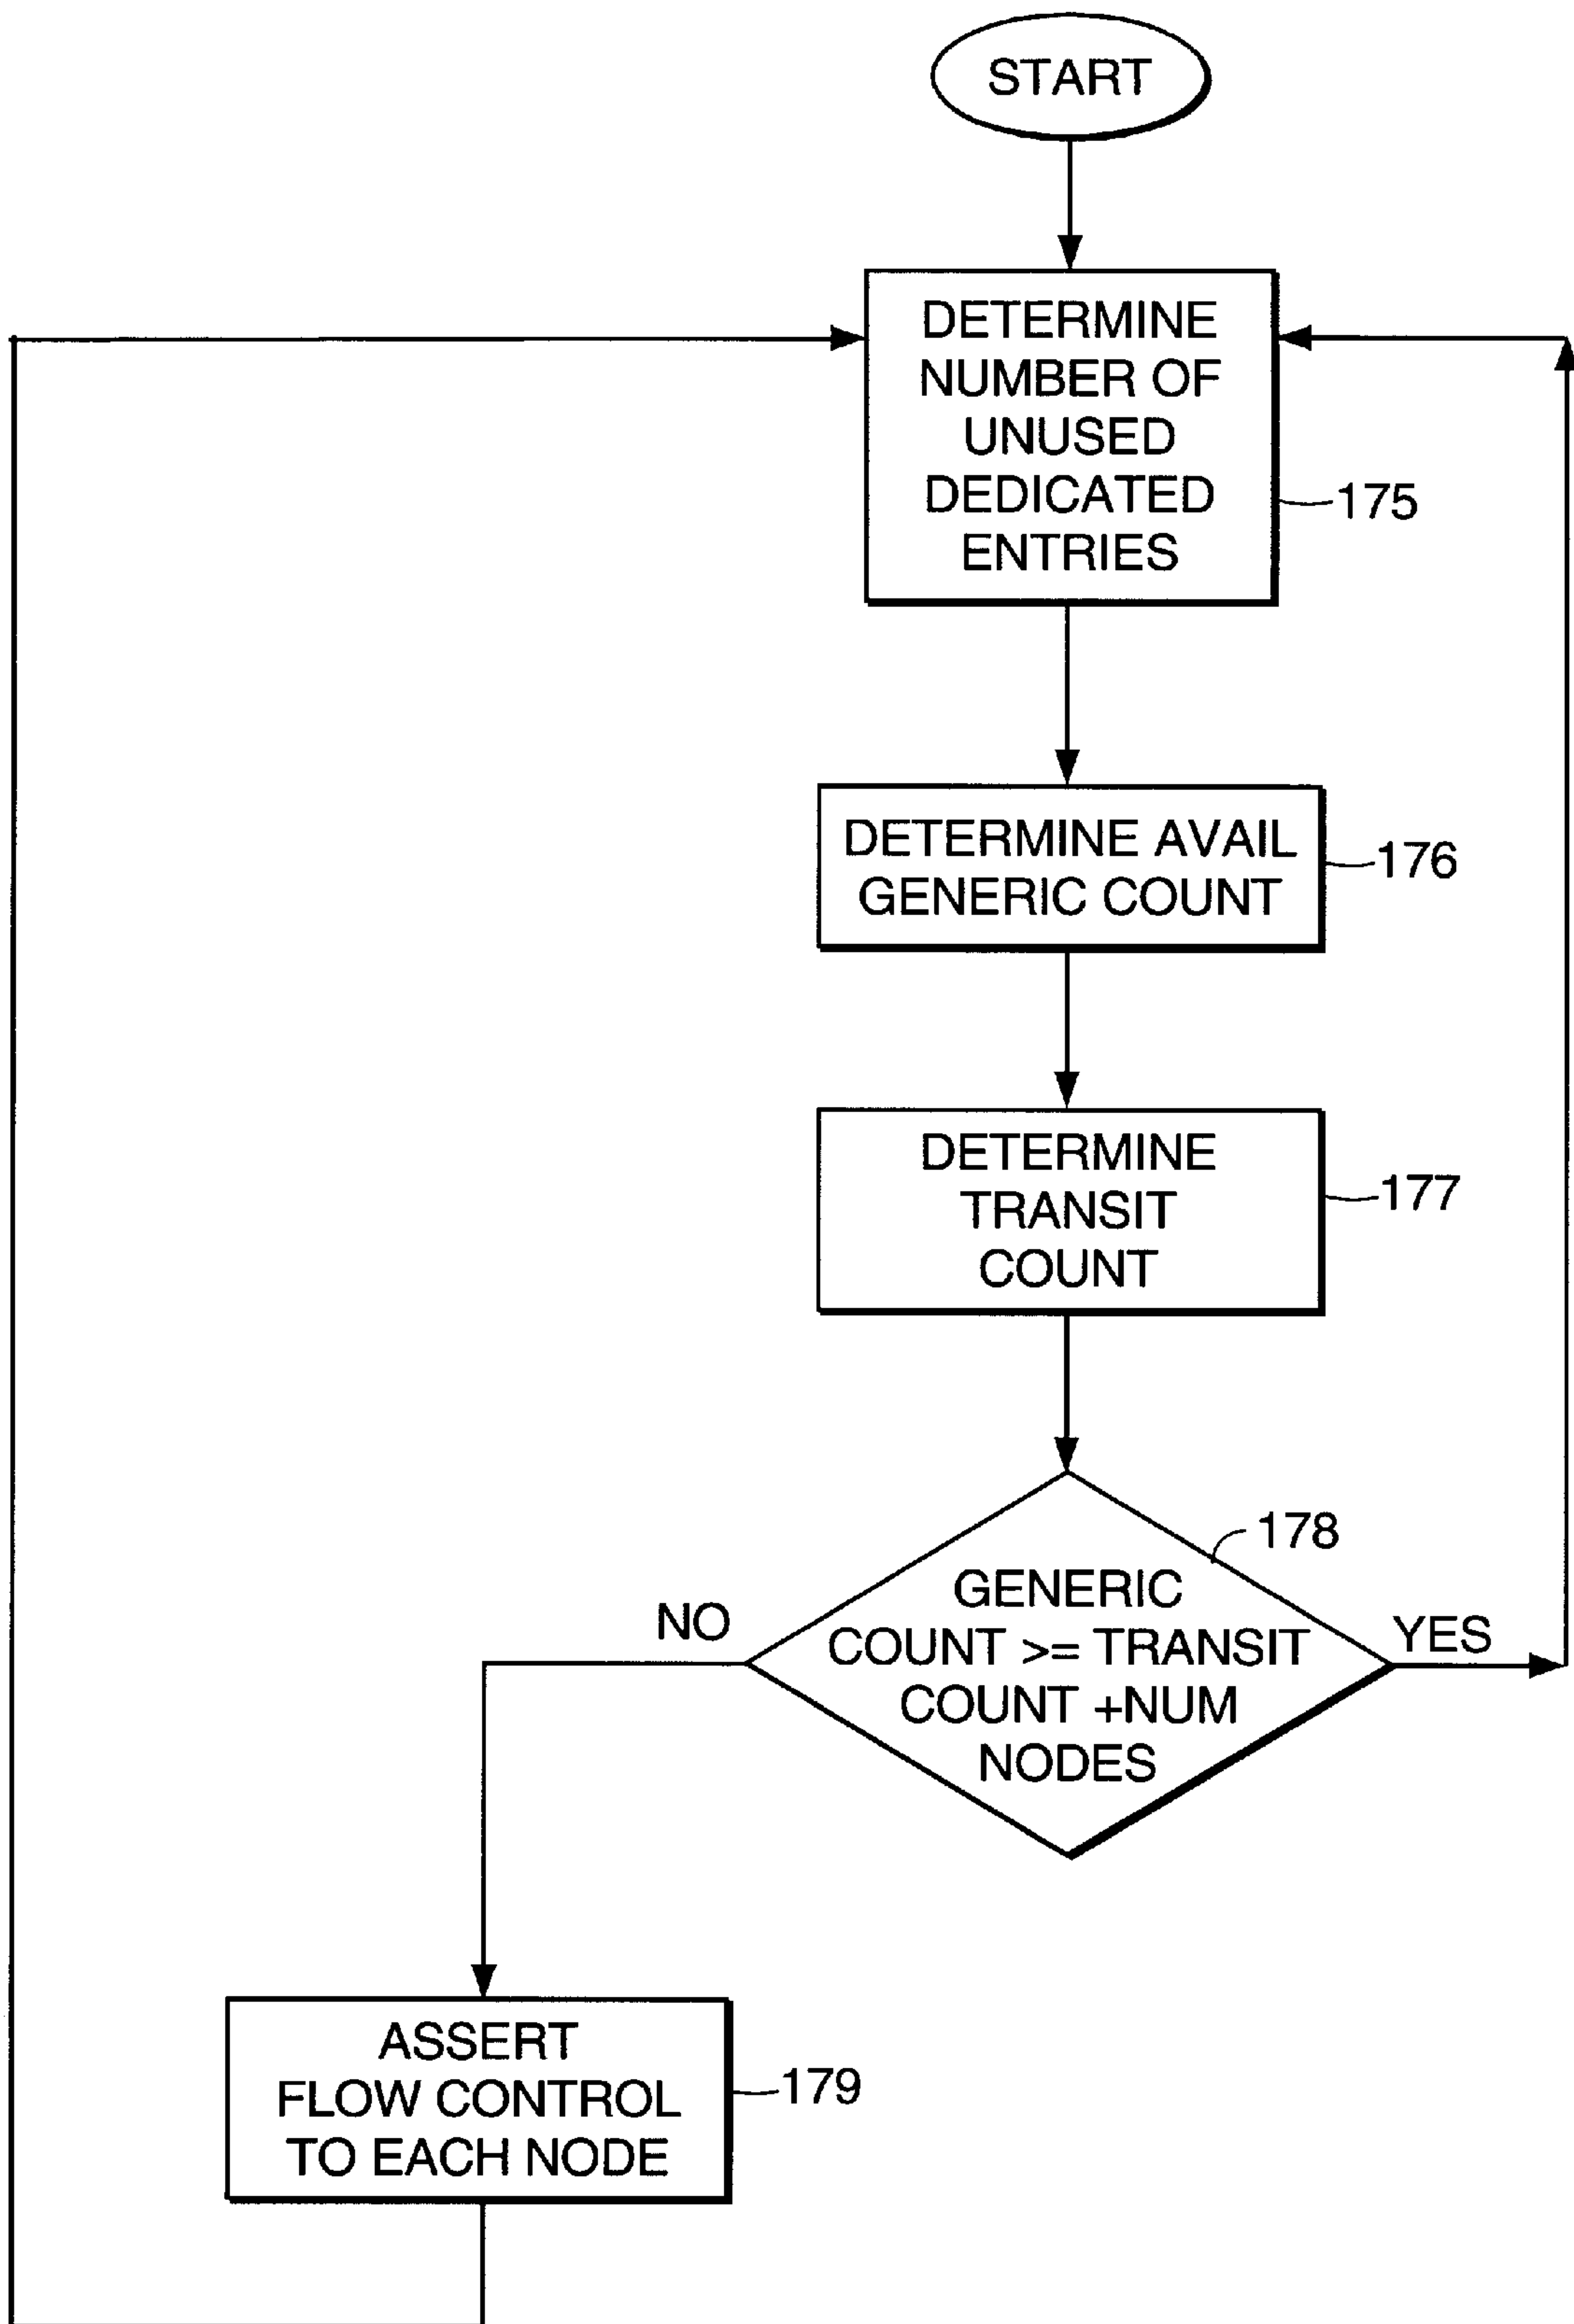 START
DETERMINE
NUMBER OF
UNUSED
DEDICATED
ENTRIES
175
DETERMINE AVAIL
GENERIC COUNT
176
DETERMINE
TRANSIT
COUNT
177
178
GENERIC
COUNT >= TRANSIT
COUNT +NUM
NODES
NO
YES
ASSERT
FLOW CONTROL
TO EACH NODE
179